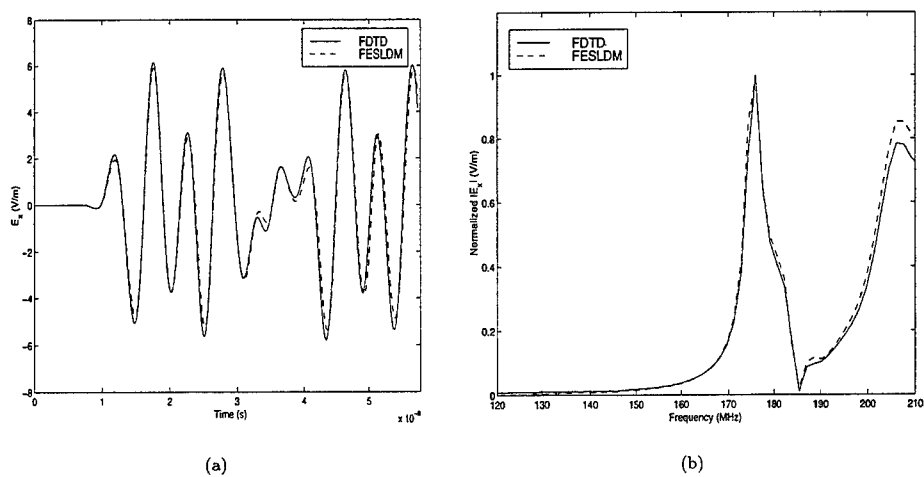 8
6
4
2
0
-2
-4
-6
-8
E_x (V/m)
FDTD
FESLDM
0
1
2
3
4
5
x 10^-8
Time (s)
(a)
1
0.8
0.6
0.4
0.2
0
Normalized |E_x| (V/m)
FDTD
FESLDM
120
130
140
150
160
170
180
190
200
210
Frequency (MHz)
(b)